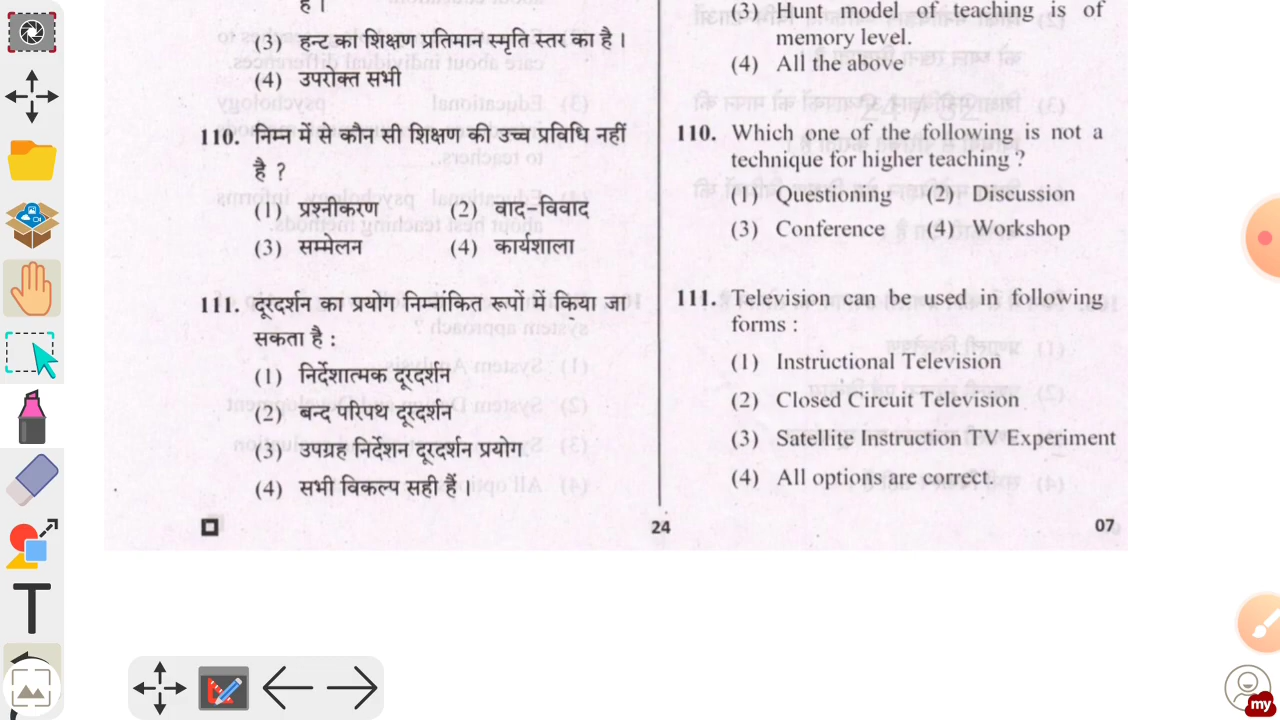 है ।
(3) हन्ट का शिक्षण प्रतिमान स्मृति स्तर का है ।
(4) उपरोक्त सभी
110. निम्न में से कौन सी शिक्षण की उच्च प्रविधि नहीं
है ?
(1) प्रश्नीकरण (2) वाद-विवाद
(3) सम्मेलन (4) कार्यशाला
111. दूरदर्शन का प्रयोग निम्नांकित रूपों में किया जा
सकता है :
(1) निर्देशात्मक दूरदर्शन
(2) बन्द परिपथ दूरदर्शन
(3) उपग्रह निर्देशन दूरदर्शन प्रयोग
(4) सभी विकल्प सही हैं ।
(3) Hunt model of teaching is of
memory level.
(4) All the above
110. Which one of the following is not a
technique for higher teaching ?
(1) Questioning (2) Discussion
(3) Conference (4) Workshop
111. Television can be used in following
forms :
(1) Instructional Television
(2) Closed Circuit Television
(3) Satellite Instruction TV Experiment
(4) All options are correct.
24
07
T
my